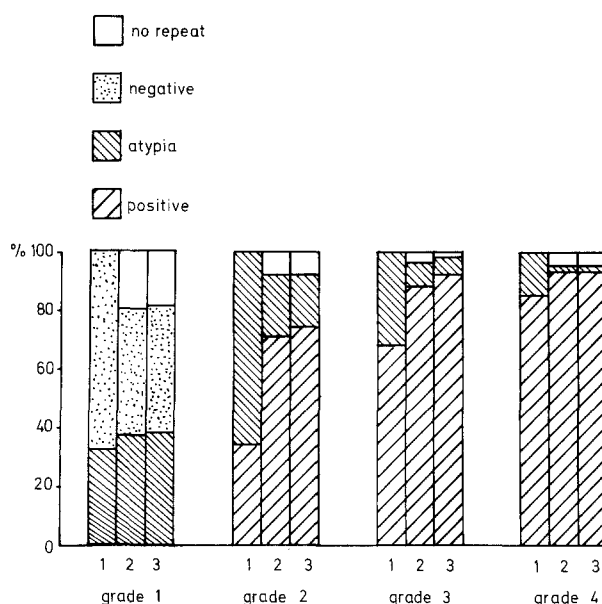 no repeat
negative
atypia
positive
% 100
80
60
40
20
0
1 2 3 1 2 3 1 2 3 1 2 3
grade 1 grade 2 grade 3 grade 4